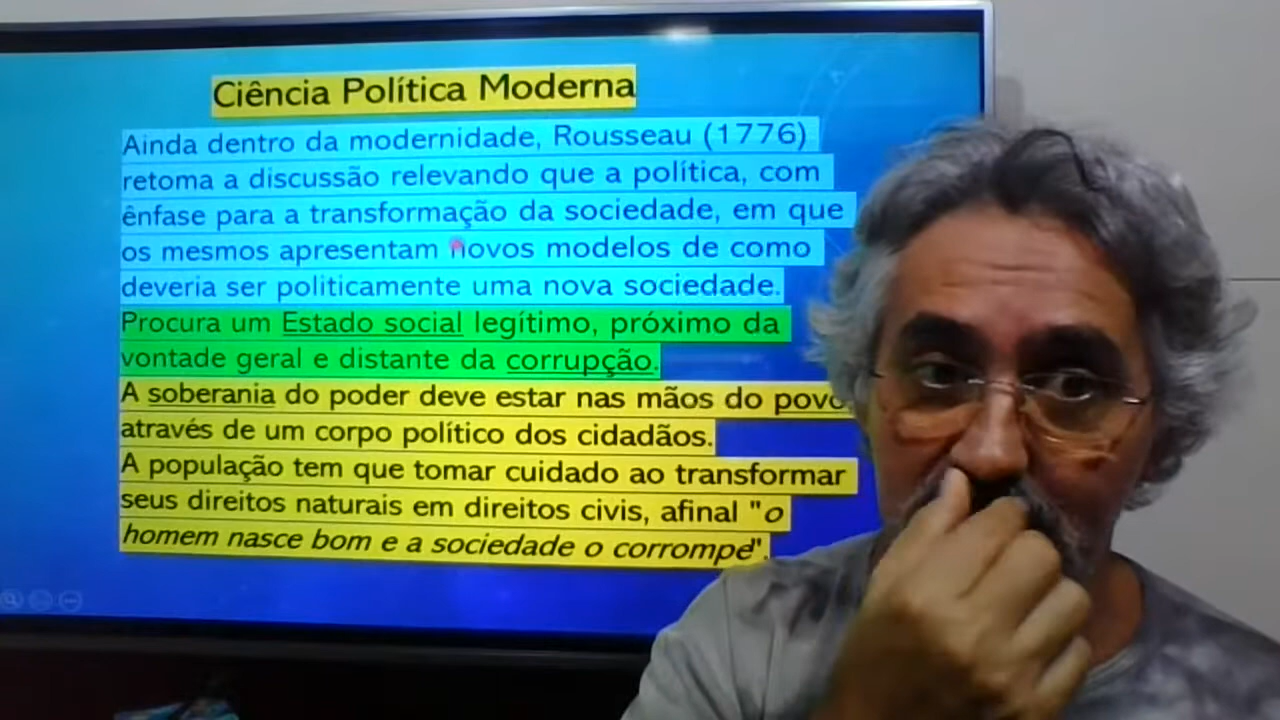 Ciência Política Moderna
Ainda dentro da modernidade, Rousseau (1776)
retoma a discussão relevando que a política, com
ênfase para a transformação da sociedade, em que
os mesmos apresentam novos modelos de como
deveria ser politicamente uma nova sociedade.
Procura um Estado social legítimo, próximo da
vontade geral e distante da corrupção.
A soberania do poder deve estar nas mãos do povo
através de um corpo político dos cidadãos.
A população tem que tomar cuidado ao transformar
seus direitos naturais em direitos civis, afinal "o
homem nasce bom e a sociedade o corrompe".